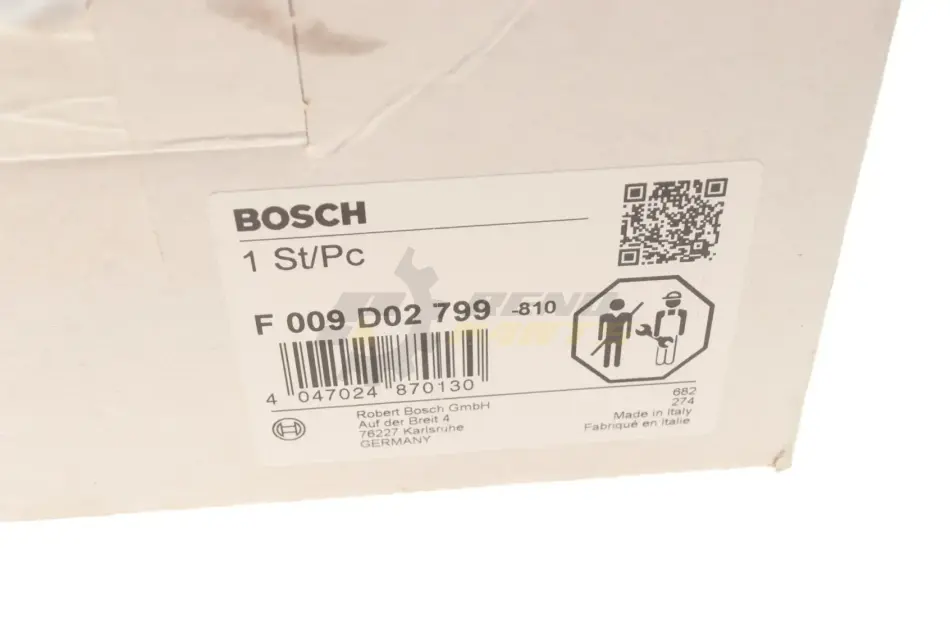 BOSCH
1 St/Pc
F 009 D02 799 -810
4 047024 870130
682
274
Robert Bosch GmbH
Auf der Breit 4
76227 Karlsruhe
GERMANY
Made in Italy
Fabriqué en Italie